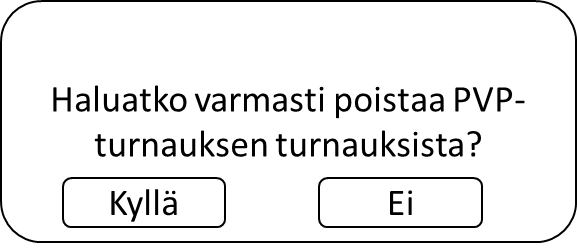 Haluatko varmasti poistaa PVP-
turnauksen turnauksista?
Kyllä Ei